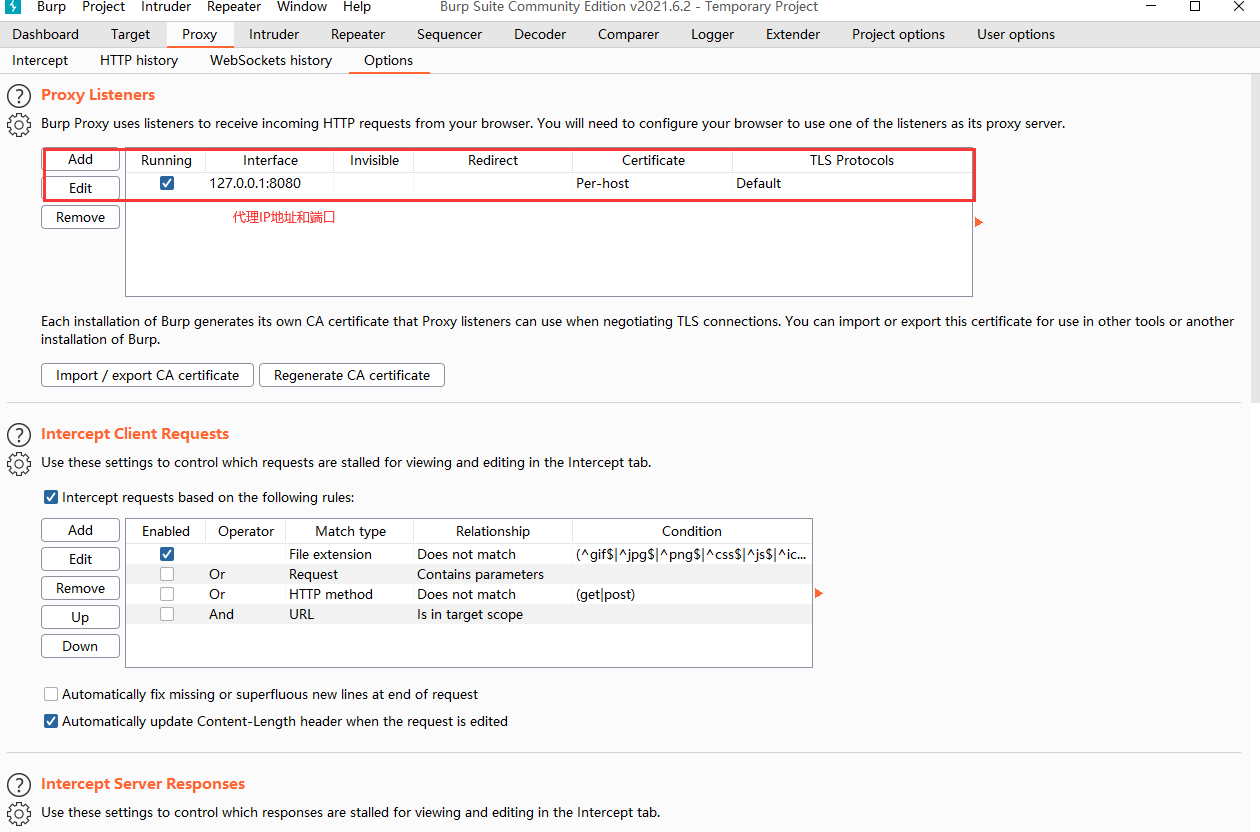 Burp Project Intruder Repeater Window Help Burp Suite Community Edition v2021.6.2 - Temporary Project
Dashboard Target Proxy Intruder Repeater Sequencer Decoder Comparer Logger Extender Project options User options
Intercept HTTP history WebSockets history Options
? Proxy Listeners
Burp Proxy uses listeners to receive incoming HTTP requests from your browser. You will need to configure your browser to use one of the listeners as its proxy server.
Add Running Interface Invisible Redirect Certificate TLS Protocols
Edit 127.0.0.1:8080 Per-host Default
Remove 代理IP地址和端口
Each installation of Burp generates its own CA certificate that Proxy listeners can use when negotiating TLS connections. You can import or export this certificate for use in other tools or another
installation of Burp.
Import / export CA certificate Regenerate CA certificate
? Intercept Client Requests
Use these settings to control which requests are stalled for viewing and editing in the Intercept tab.
Intercept requests based on the following rules:
Add Enabled Operator Match type Relationship Condition
Edit File extension Does not match (^gif$|^jpg$|^png$|^css$|^js$|^ic...
Or Request Contains parameters
Remove Or HTTP method Does not match (get|post)
Up And URL Is in target scope
Down
Automatically fix missing or superfluous new lines at end of request
Automatically update Content-Length header when the request is edited
? Intercept Server Responses
Use these settings to control which responses are stalled for viewing and editing in the Intercept tab.